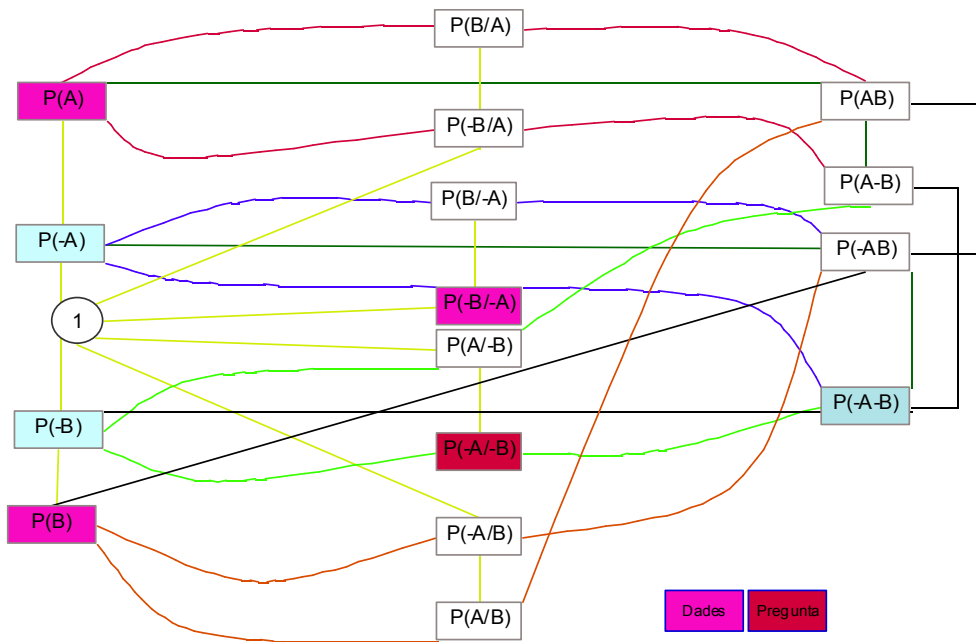 P(B/A)
P(A)
P(AB)
P(-B/A)
P(A-B)
P(B/-A)
P(-A)
P(-AB)
P(-B/-A)
1
P(A/-B)
P(-A-B)
P(-B)
P(-A/-B)
P(B)
P(-A/B)
P(A/B)
Dades
Pregunta